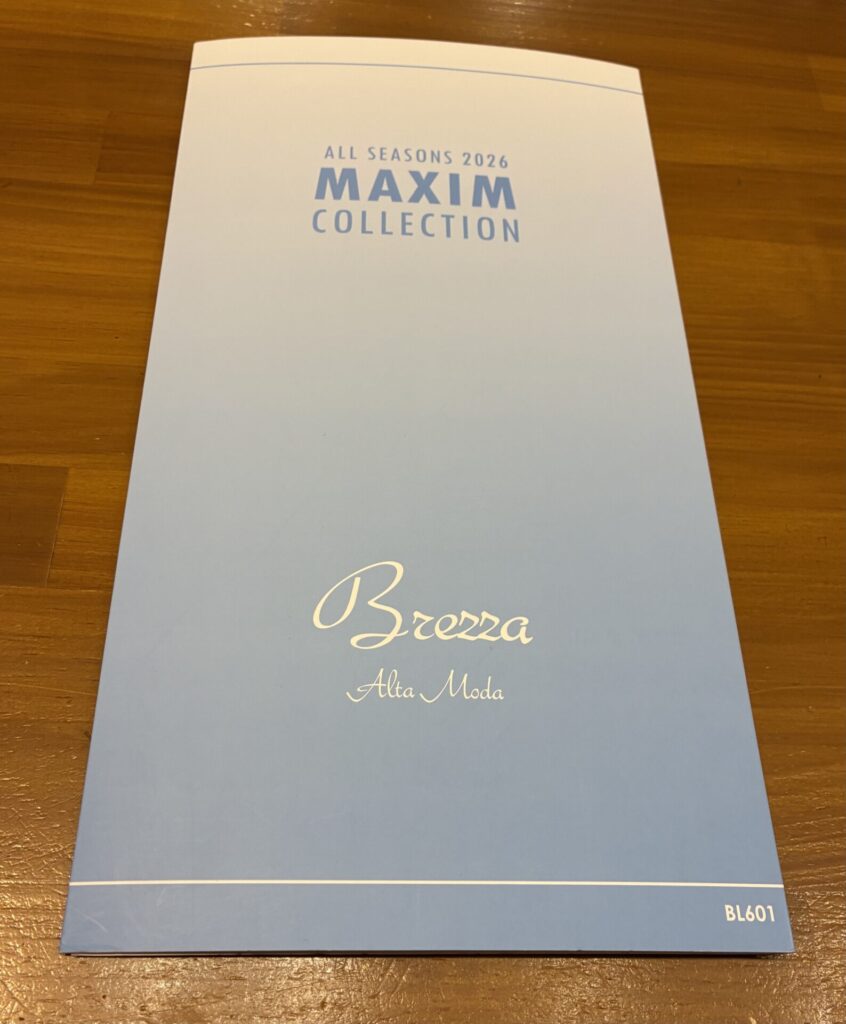 ALL SEASONS 2026
MAXIM
COLLECTION
Brezza
Alta Moda
BL601